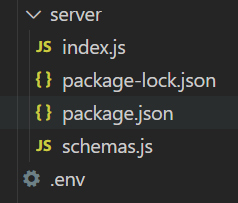 server
JS index.js
{ } package-lock.json
{ } package.json
JS schemas.js
.env